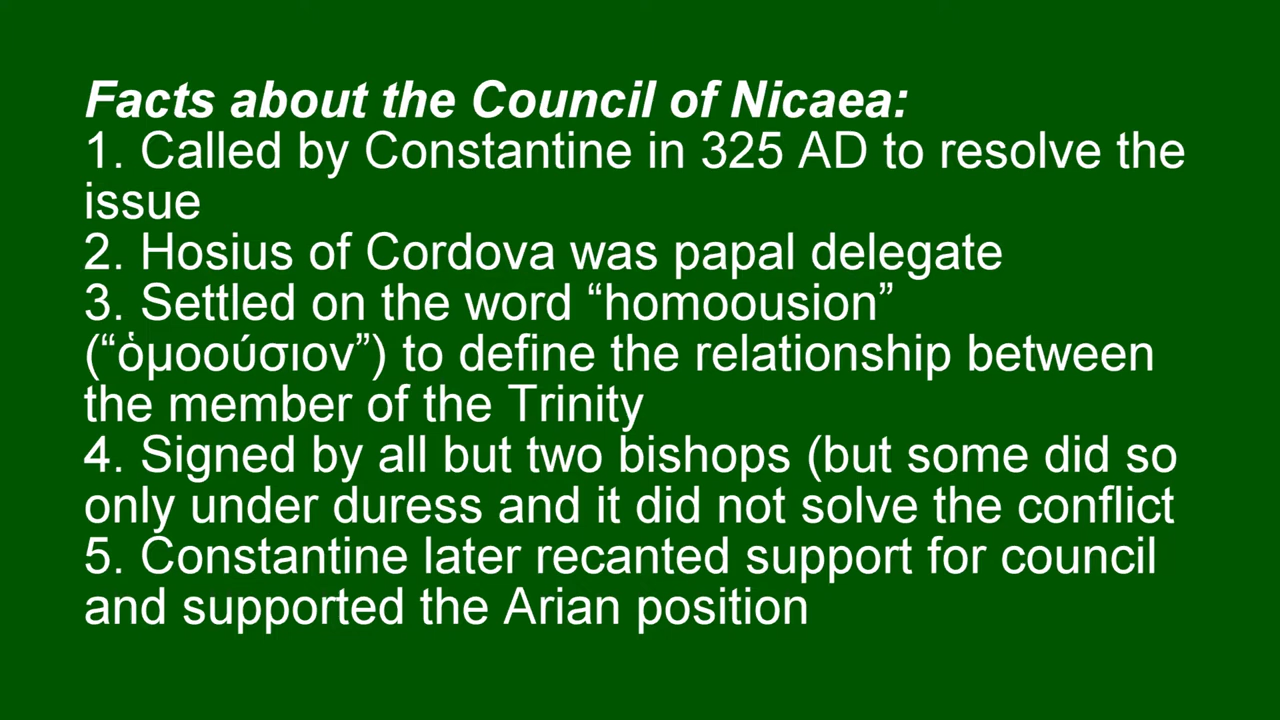 Facts about the Council of Nicaea:
1. Called by Constantine in 325 AD to resolve the
issue
2. Hosius of Cordova was papal delegate
3. Settled on the word “homoousion”
(“ὁμοούσιον”) to define the relationship between
the member of the Trinity
4. Signed by all but two bishops (but some did so
only under duress and it did not solve the conflict
5. Constantine later recanted support for council
and supported the Arian position